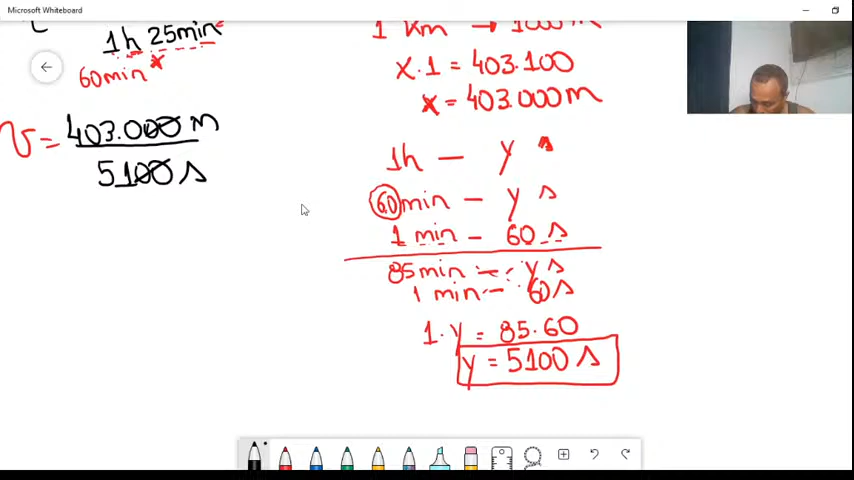 Microsoft Whiteboard
1h 25min
60min
V = 403.000 m
5100 s
1 Km → 1000 m
x.1 = 403.100
x = 403.000 m
1h — y s
60min — y s
1 min — 60 s
85min — y s
1 min — 60 s
1.y = 85.60
y = 5100 s